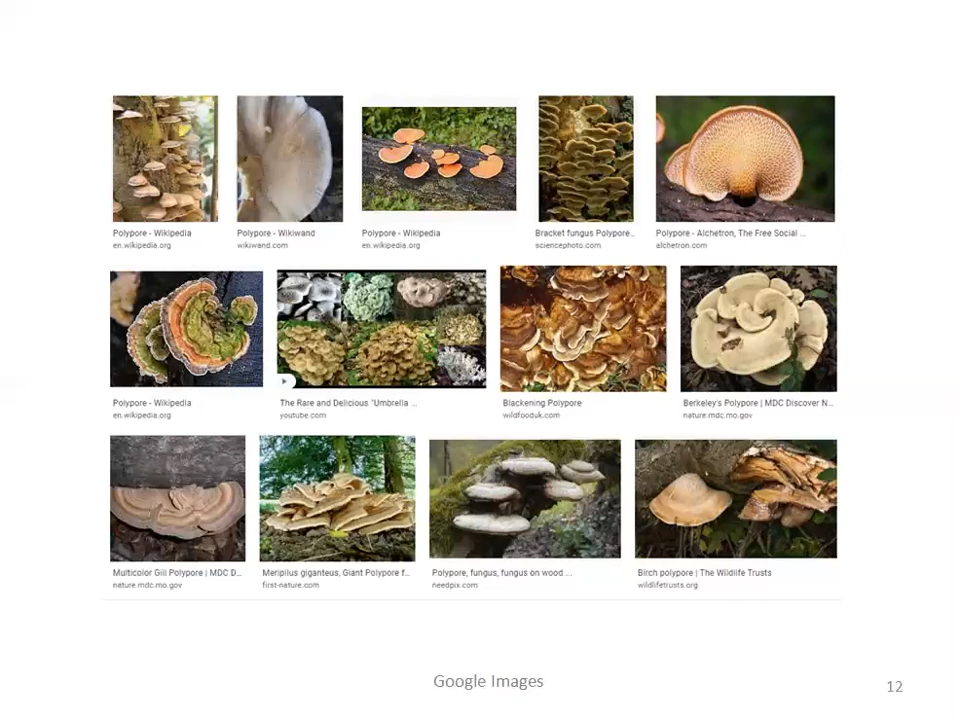 Polypore - Wikipedia
en.wikipedia.org
Polypore - Wikiwand
wikiwand.com
Polypore - Wikipedia
en.wikipedia.org
Bracket fungus Polypore..
sciencephoto.com
Polypore - Alchetron, The Free Social ...
alchetron.com
Polypore - Wikipedia
en.wikipedia.org
The Rare and Delicious "Umbrella ...
youtube.com
Blackening Polypore
wildfooduk.com
Berkeley's Polypore | MDC Discover N...
nature.mdc.mo.gov
Multicolor Gill Polypore | MDC D...
nature.mdc.mo.gov
Meripilus giganteus, Giant Polypore f...
first-nature.com
Polypore, fungus, fungus on wood ...
needpix.com
Birch polypore | The Wildlife Trusts
wildlifetrusts.org
Google Images
12